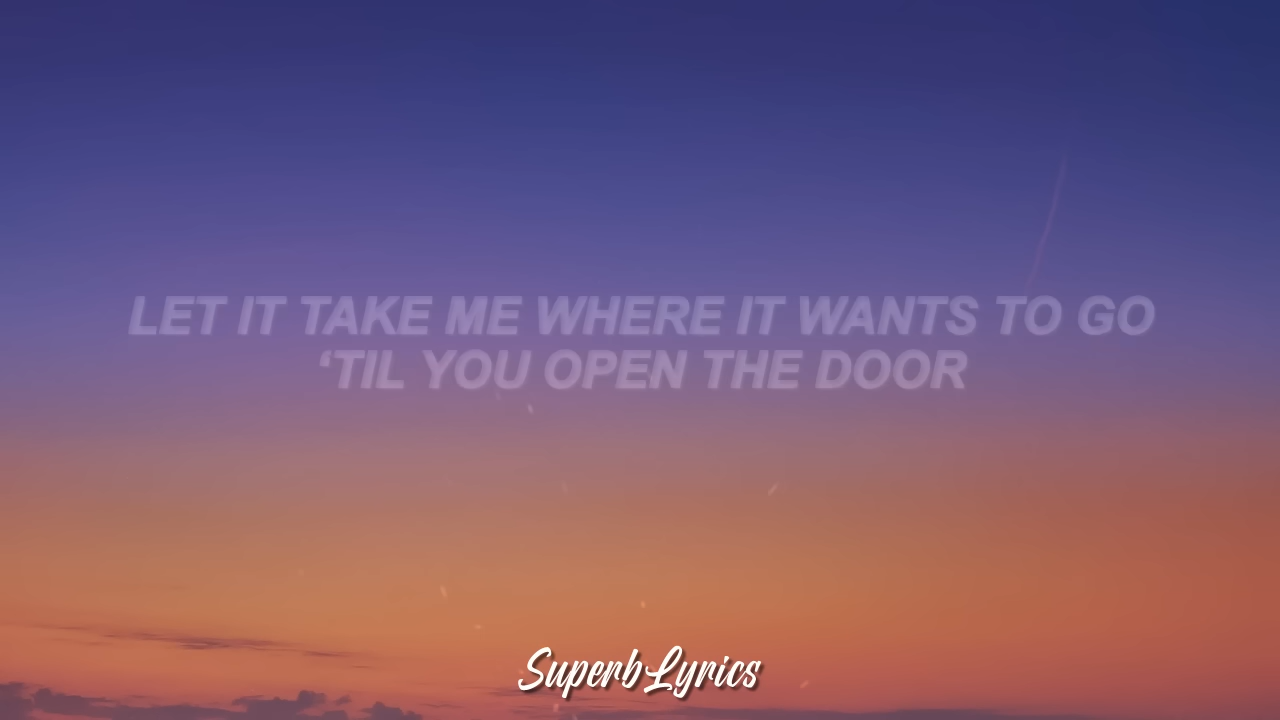 LET IT TAKE ME WHERE IT WANTS TO GO
‘TIL YOU OPEN THE DOOR
SuperbLyrics